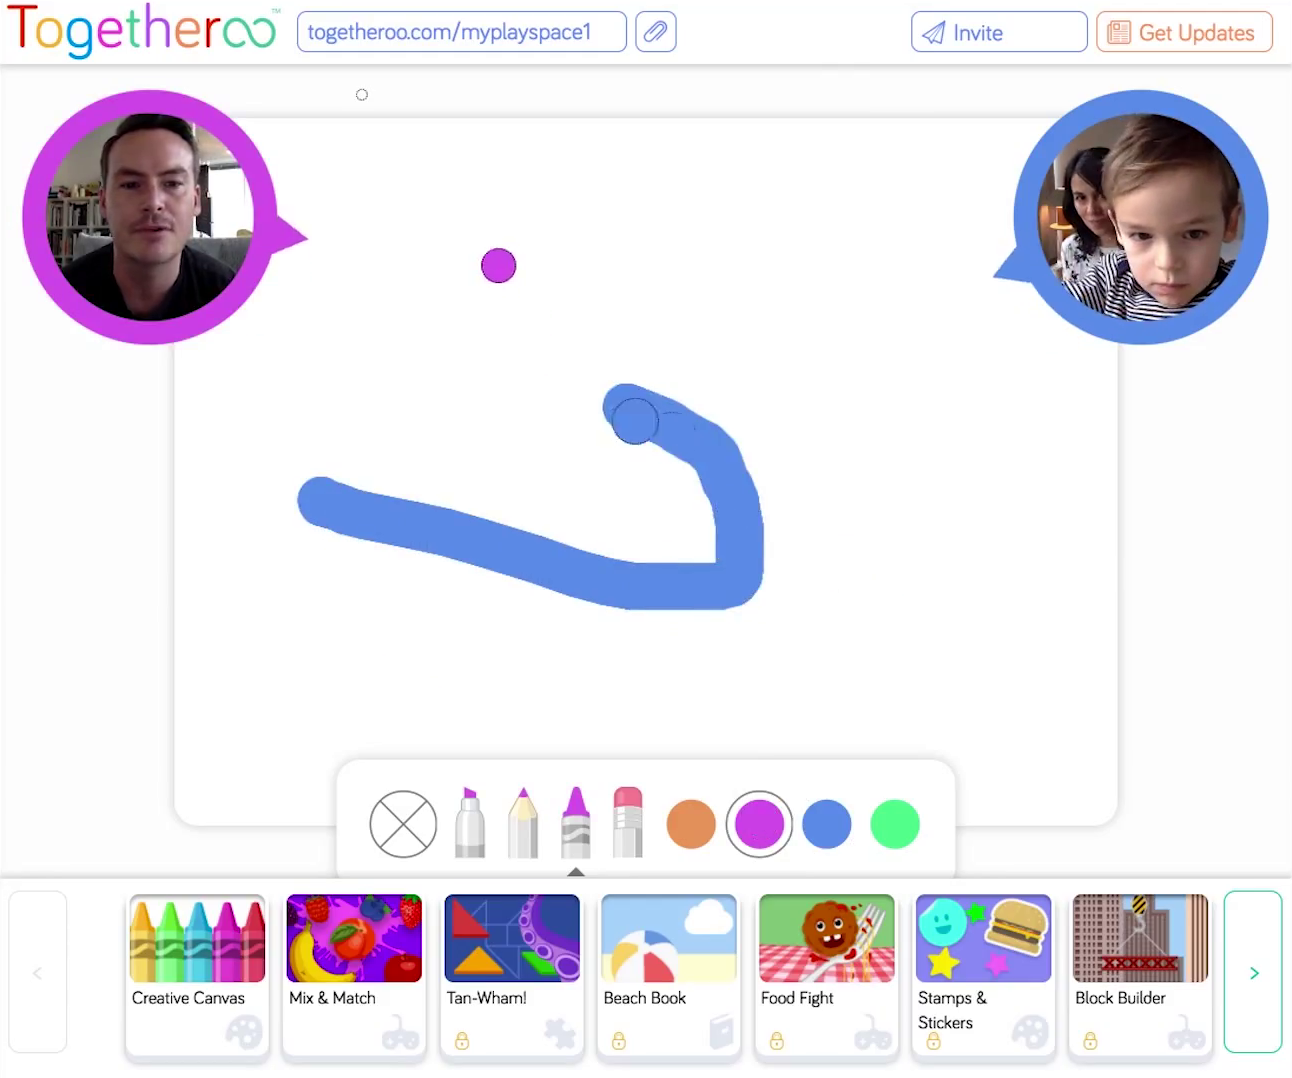 Togetheroo™
togetheroo.com/myplayspace1
Invite
Get Updates
Creative Canvas
Mix & Match
Tan-Wham!
Beach Book
Food Fight
Stamps &
Stickers
Block Builder